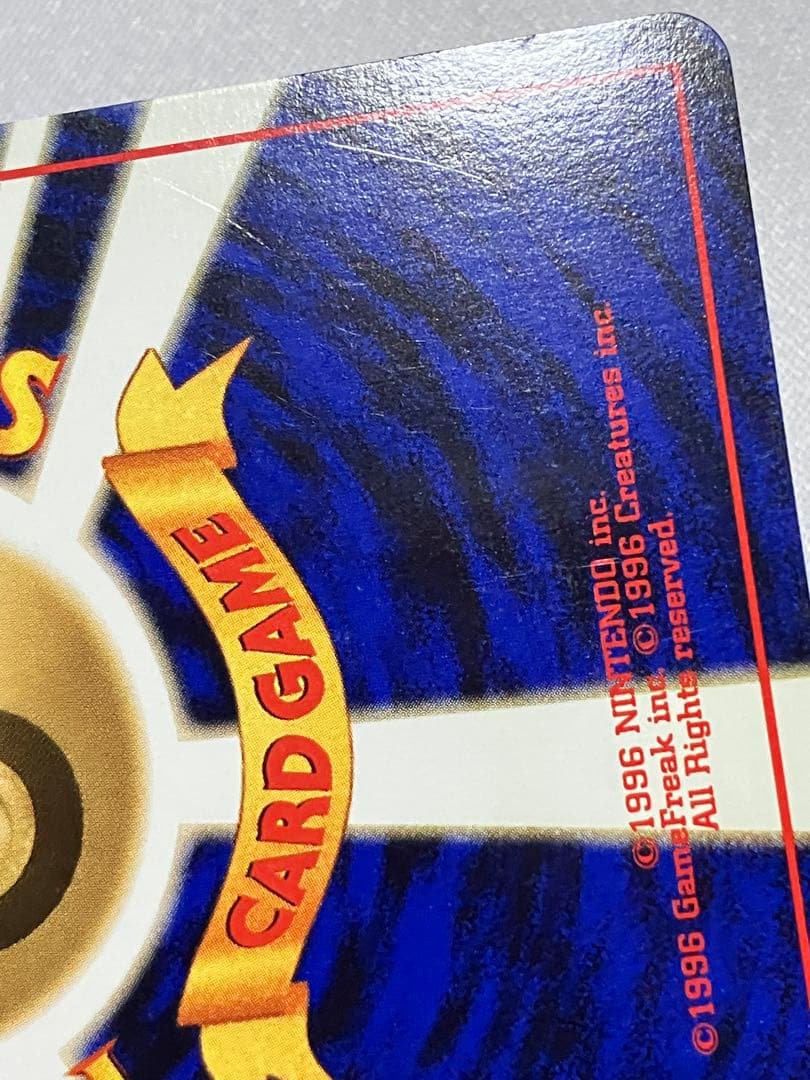 S
CARD GAME
©1996 NINTENDO inc.
©1996 GameFreak inc. ©1996 Creatures inc.
All Rights reserved.